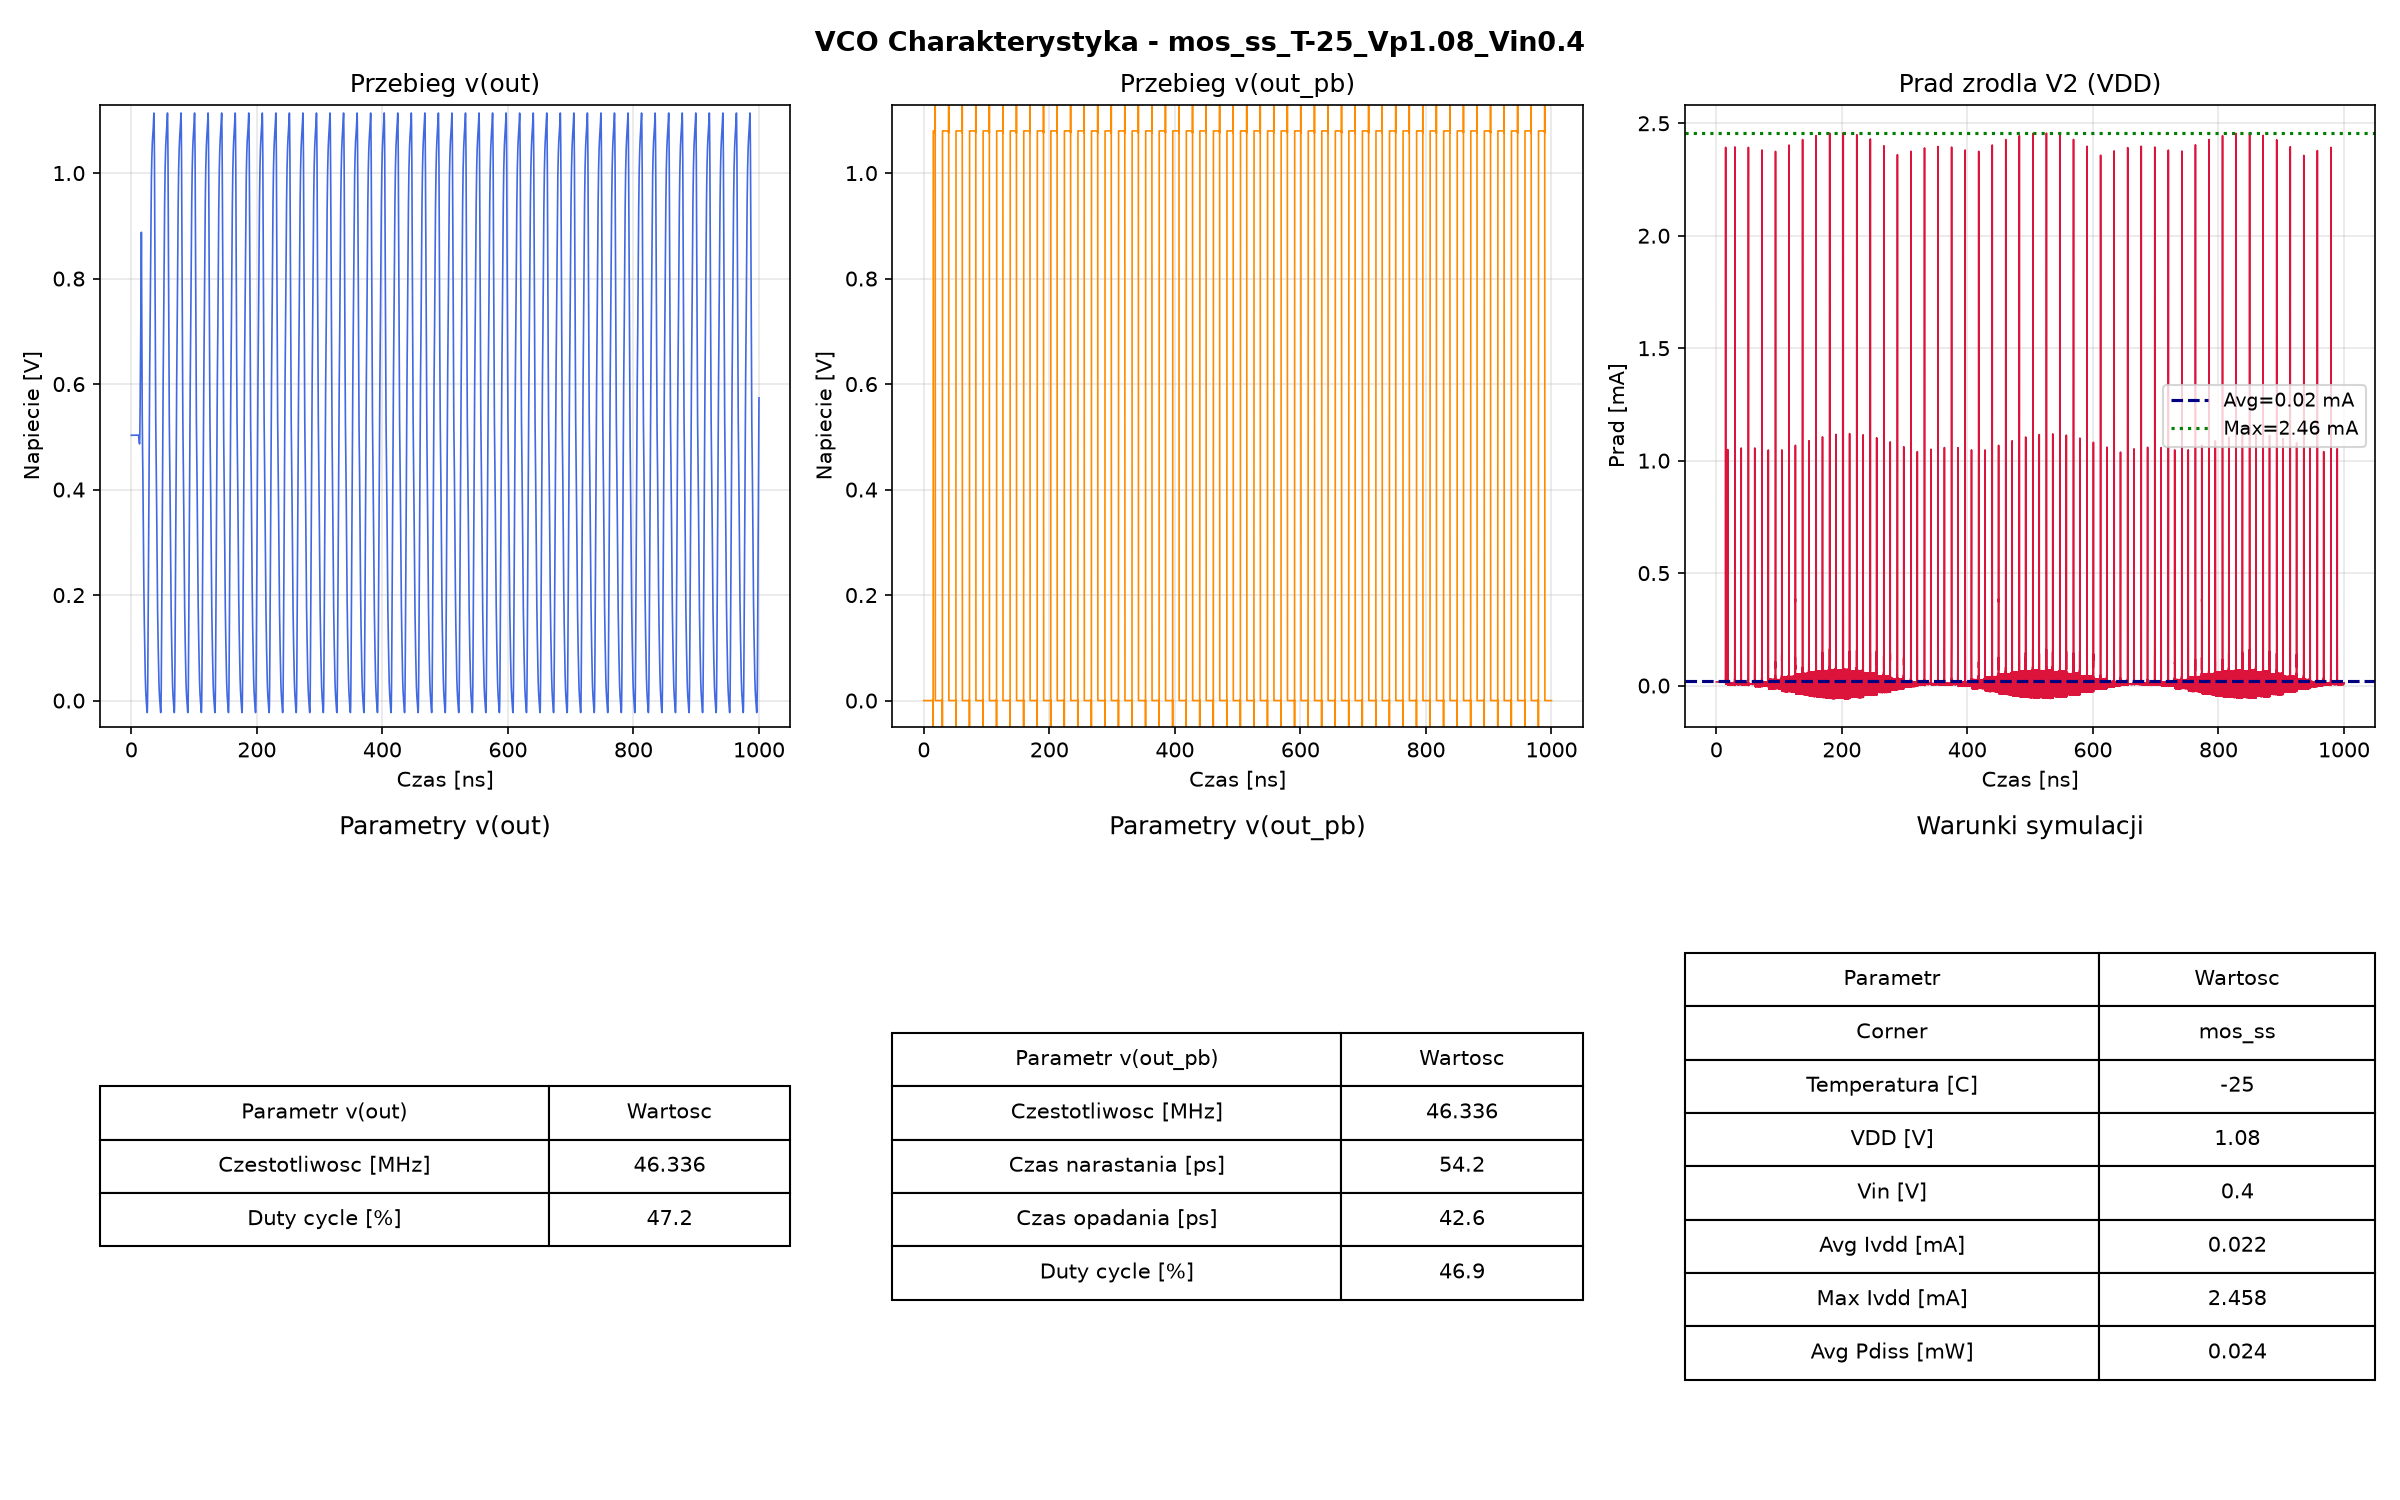 VCO Charakterystyka - mos_ss_T-25_Vp1.08_Vin0.4
Przebieg v(out)
Napiecie [V]
1.0
0.8
0.6
0.4
0.2
0.0
0 200 400 600 800 1000
Czas [ns]
Przebieg v(out_pb)
Napiecie [V]
1.0
0.8
0.6
0.4
0.2
0.0
0 200 400 600 800 1000
Czas [ns]
Prad zrodla V2 (VDD)
Prad [mA]
2.5
2.0
1.5
1.0
0.5
0.0
Avg=0.02 mA
Max=2.46 mA
0 200 400 600 800 1000
Czas [ns]
Parametry v(out)
Parametr v(out) Wartosc
Czestotliwosc [MHz] 46.336
Duty cycle [%] 47.2
Parametry v(out_pb)
Parametr v(out_pb) Wartosc
Czestotliwosc [MHz] 46.336
Czas narastania [ps] 54.2
Czas opadania [ps] 42.6
Duty cycle [%] 46.9
Warunki symulacji
Parametr Wartosc
Corner mos_ss
Temperatura [C] -25
VDD [V] 1.08
Vin [V] 0.4
Avg Ivdd [mA] 0.022
Max Ivdd [mA] 2.458
Avg Pdiss [mW] 0.024